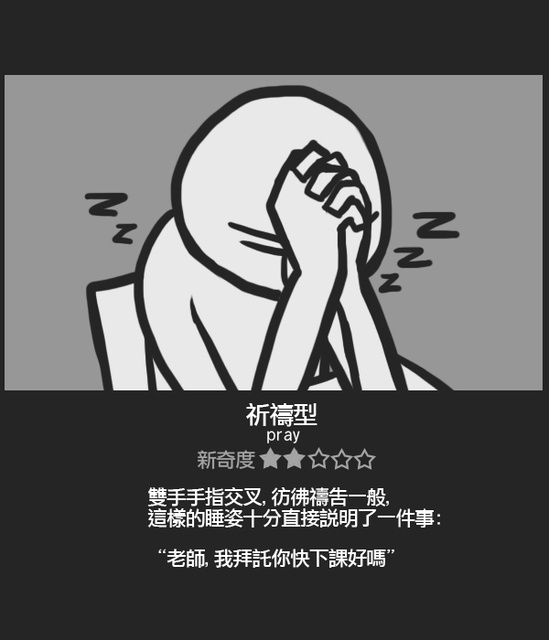 祈禱型
pray
新奇度 ★★☆☆☆
雙手手指交叉, 彷彿禱告一般,
這樣的睡姿十分直接説明了一件事:
“老師, 我拜託你快下課好嗎”